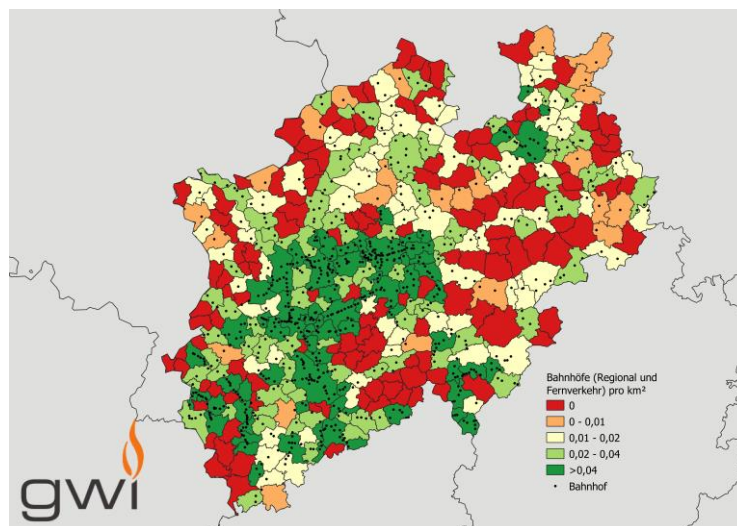 Bahnhöfe (Regional und
Fernverkehr) pro km²
0
0 - 0,01
0,01 - 0,02
0,02 - 0,04
>0,04
Bahnhof
gwi